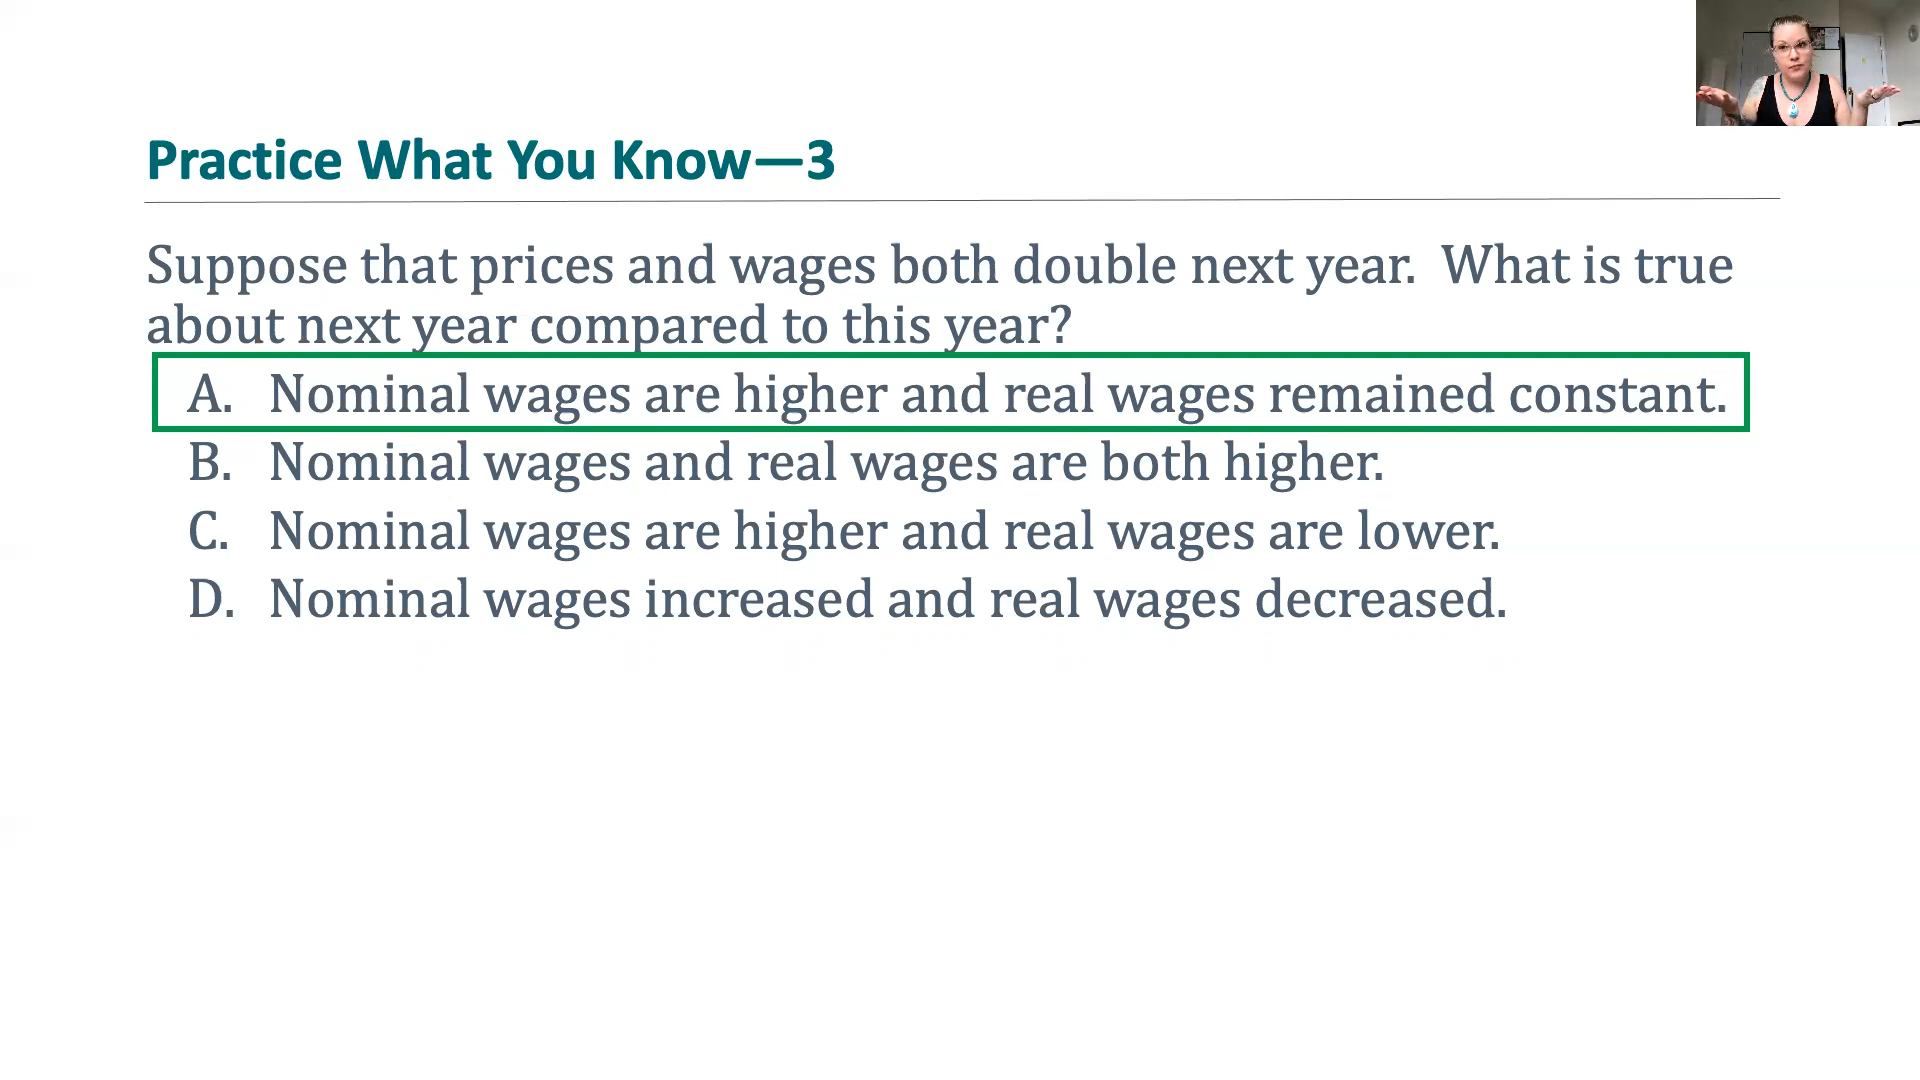 Practice What You Know—3
Suppose that prices and wages both double next year. What is true
about next year compared to this year?
A. Nominal wages are higher and real wages remained constant.
B. Nominal wages and real wages are both higher.
C. Nominal wages are higher and real wages are lower.
D. Nominal wages increased and real wages decreased.